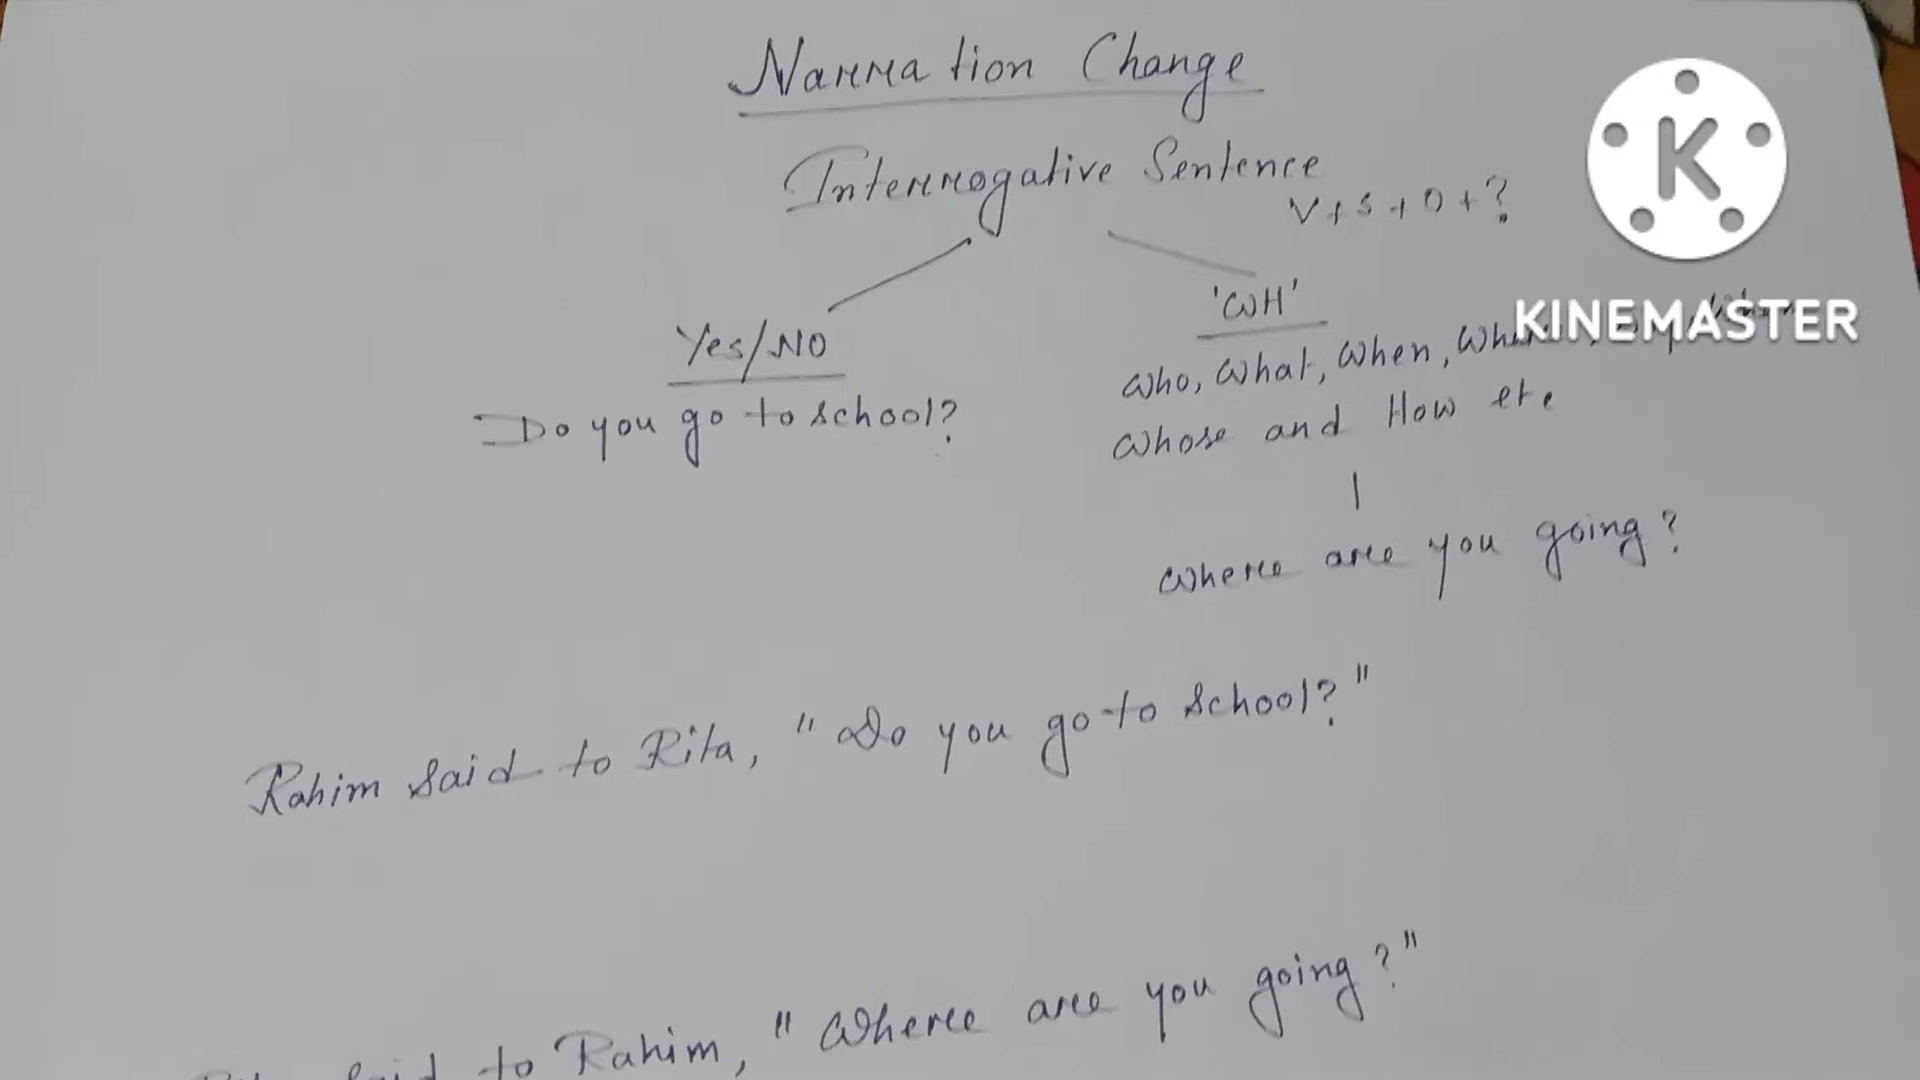 Narration Change
Interrogative Sentence
V + S + O + ?
'WH'
Yes/NO
Who, What, When,
Whose and How etc
Do you go to school?
Where are you going?
Rahim said to Rita, "Do you go to school?"
said to Rahim, "Where are you going?"
K
KINEMASTER